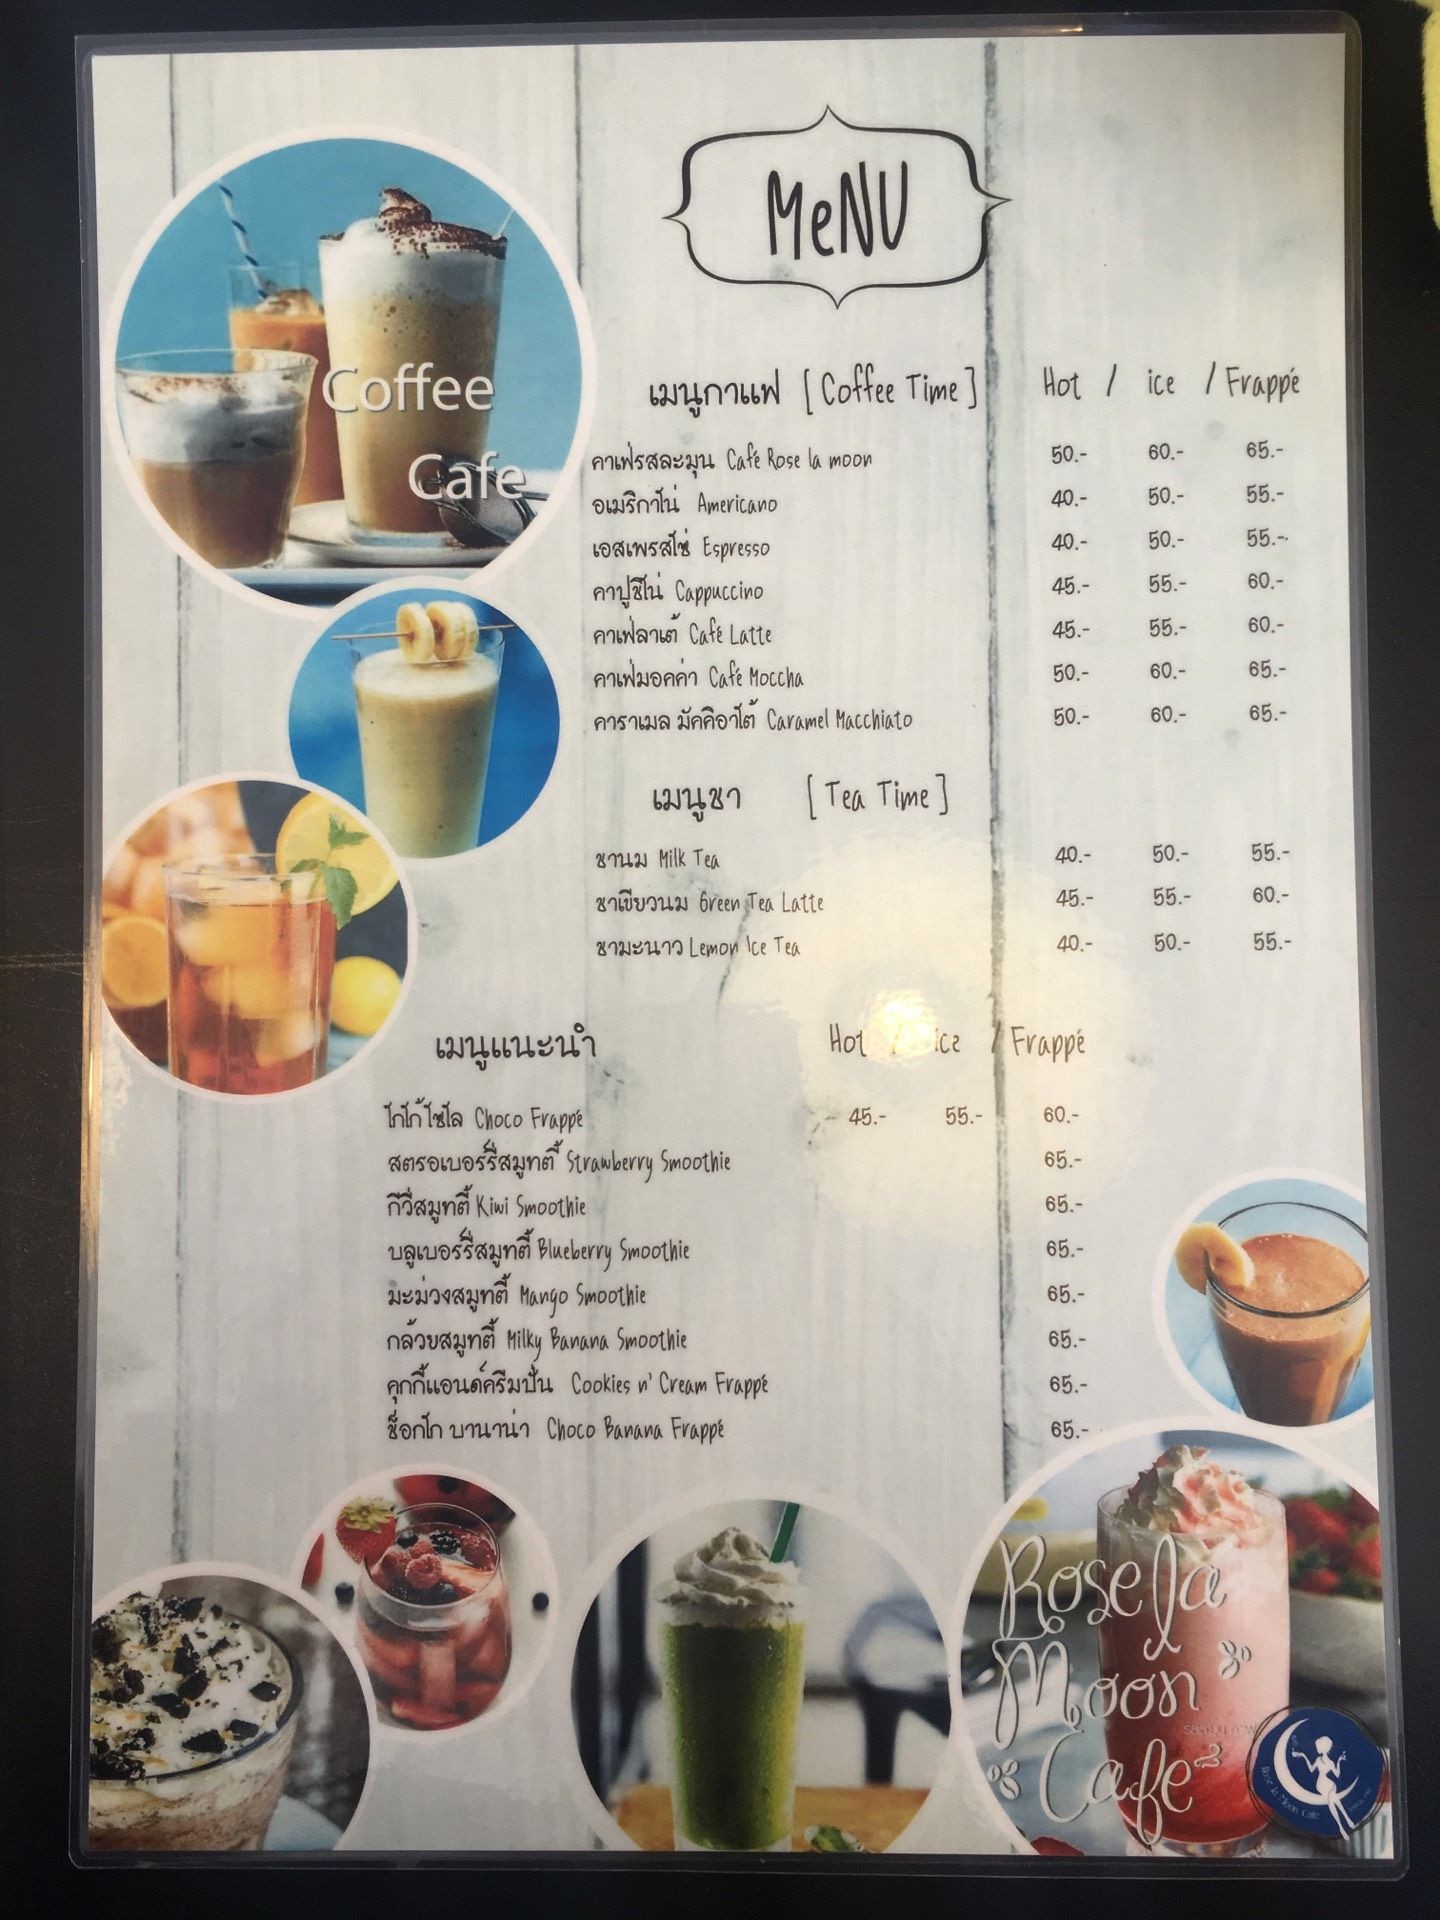 MeNU
Coffee
Cafe
เมนูกาแฟ [ Coffee Time ] Hot / ice / Frappé
คาเฟ่รสละมุน Café Rose la moon 50.- 60.- 65.-
อเมริกาโน่ Americano 40.- 50.- 55.-
เอสเพรสโซ่ Espresso 40.- 50.- 55.-
คาปูชิโน่ Cappuccino 45.- 55.- 60.-
คาเฟ่ลาเต้ Café Latte 45.- 55.- 60.-
คาเฟ่มอคค่า Café Moccha 50.- 60.- 65.-
คาราเมล มัคคิอาโต้ Caramel Macchiato 50.- 60.- 65.-
เมนูชา [ Tea Time ]
ชานม Milk Tea 40.- 50.- 55.-
ชาเขียวนม Green Tea Latte 45.- 55.- 60.-
ชามะนาว Lemon Ice Tea 40.- 50.- 55.-
เมนูแนะนำ Hot / ice / Frappé
โกโก้โซโล Choco Frappé 45.- 55.- 60.-
สตรอเบอร์รี่สมูทตี้ Strawberry Smoothie 65.-
กีวี่สมูทตี้ Kiwi Smoothie 65.-
บลูเบอร์รี่สมูทตี้ Blueberry Smoothie 65.-
มะม่วงสมูทตี้ Mango Smoothie 65.-
กล้วยสมูทตี้ Milky Banana Smoothie 65.-
คุกกี้แอนด์ครีมปั่น Cookies n' Cream Frappé 65.-
ช็อกโก บานาน่า Choco Banana Frappé 65.-
Rose la
Moon
Cafe
Rose la Moon Cafe